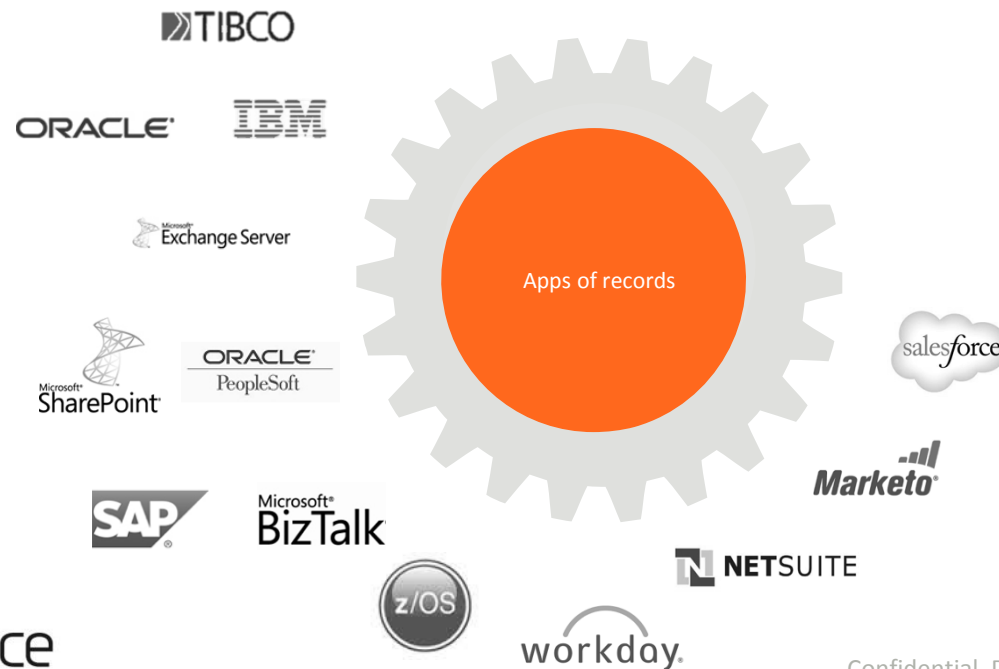 TIBCO
ORACLE®
IBM
Microsoft®
Exchange Server
Apps of records
salesforce
Microsoft®
SharePoint®
ORACLE®
PeopleSoft
Marketo®
SAP®
Microsoft®
BizTalk
NETSUITE
z/OS
workday.
ce
Confidential